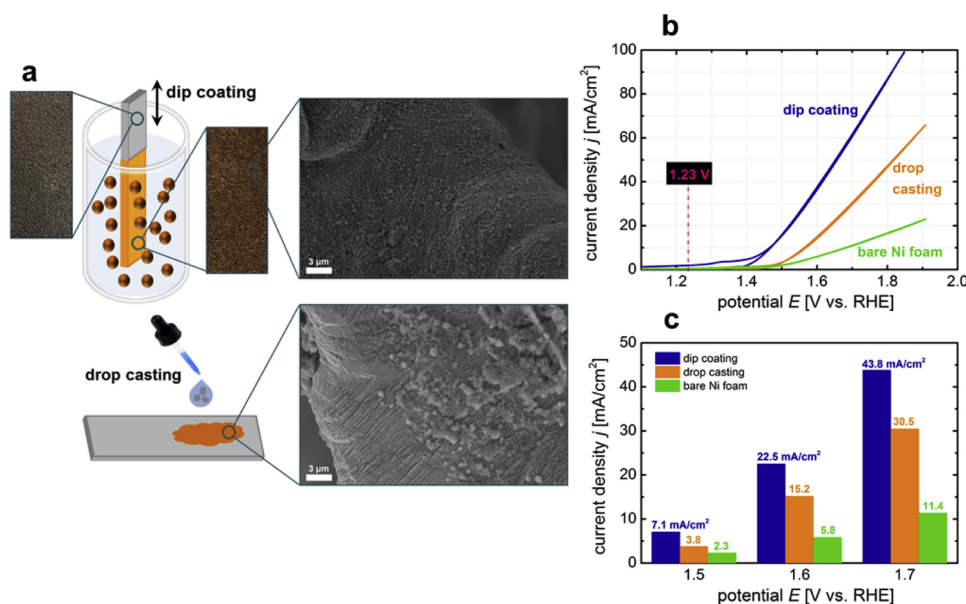 a
dip coating
3 µm
drop casting
3 µm
b
current density j [mA/cm²]
100
80
60
40
20
0
dip coating
1.23 V
drop
casting
bare Ni foam
1.2 1.4 1.6 1.8 2.0
potential E [V vs. RHE]
c
current density j [mA/cm²]
50
40
30
20
10
0
dip coating
drop casting
bare Ni foam
7.1 mA/cm²
3.8
2.3
22.5 mA/cm²
15.2
5.8
43.8 mA/cm²
30.5
11.4
1.5 1.6 1.7
potential E [V vs. RHE]